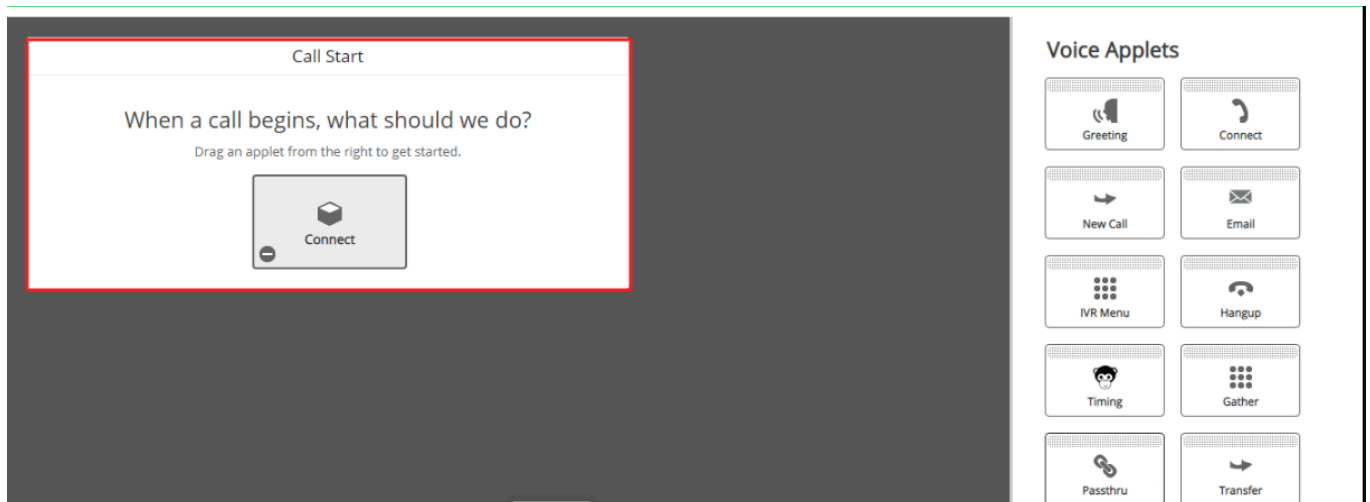 Call Start
When a call begins, what should we do?
Drag an applet from the right to get started.
Connect
Voice Applets
Greeting
Connect
New Call
Email
IVR Menu
Hangup
Timing
Gather
Passthru
Transfer